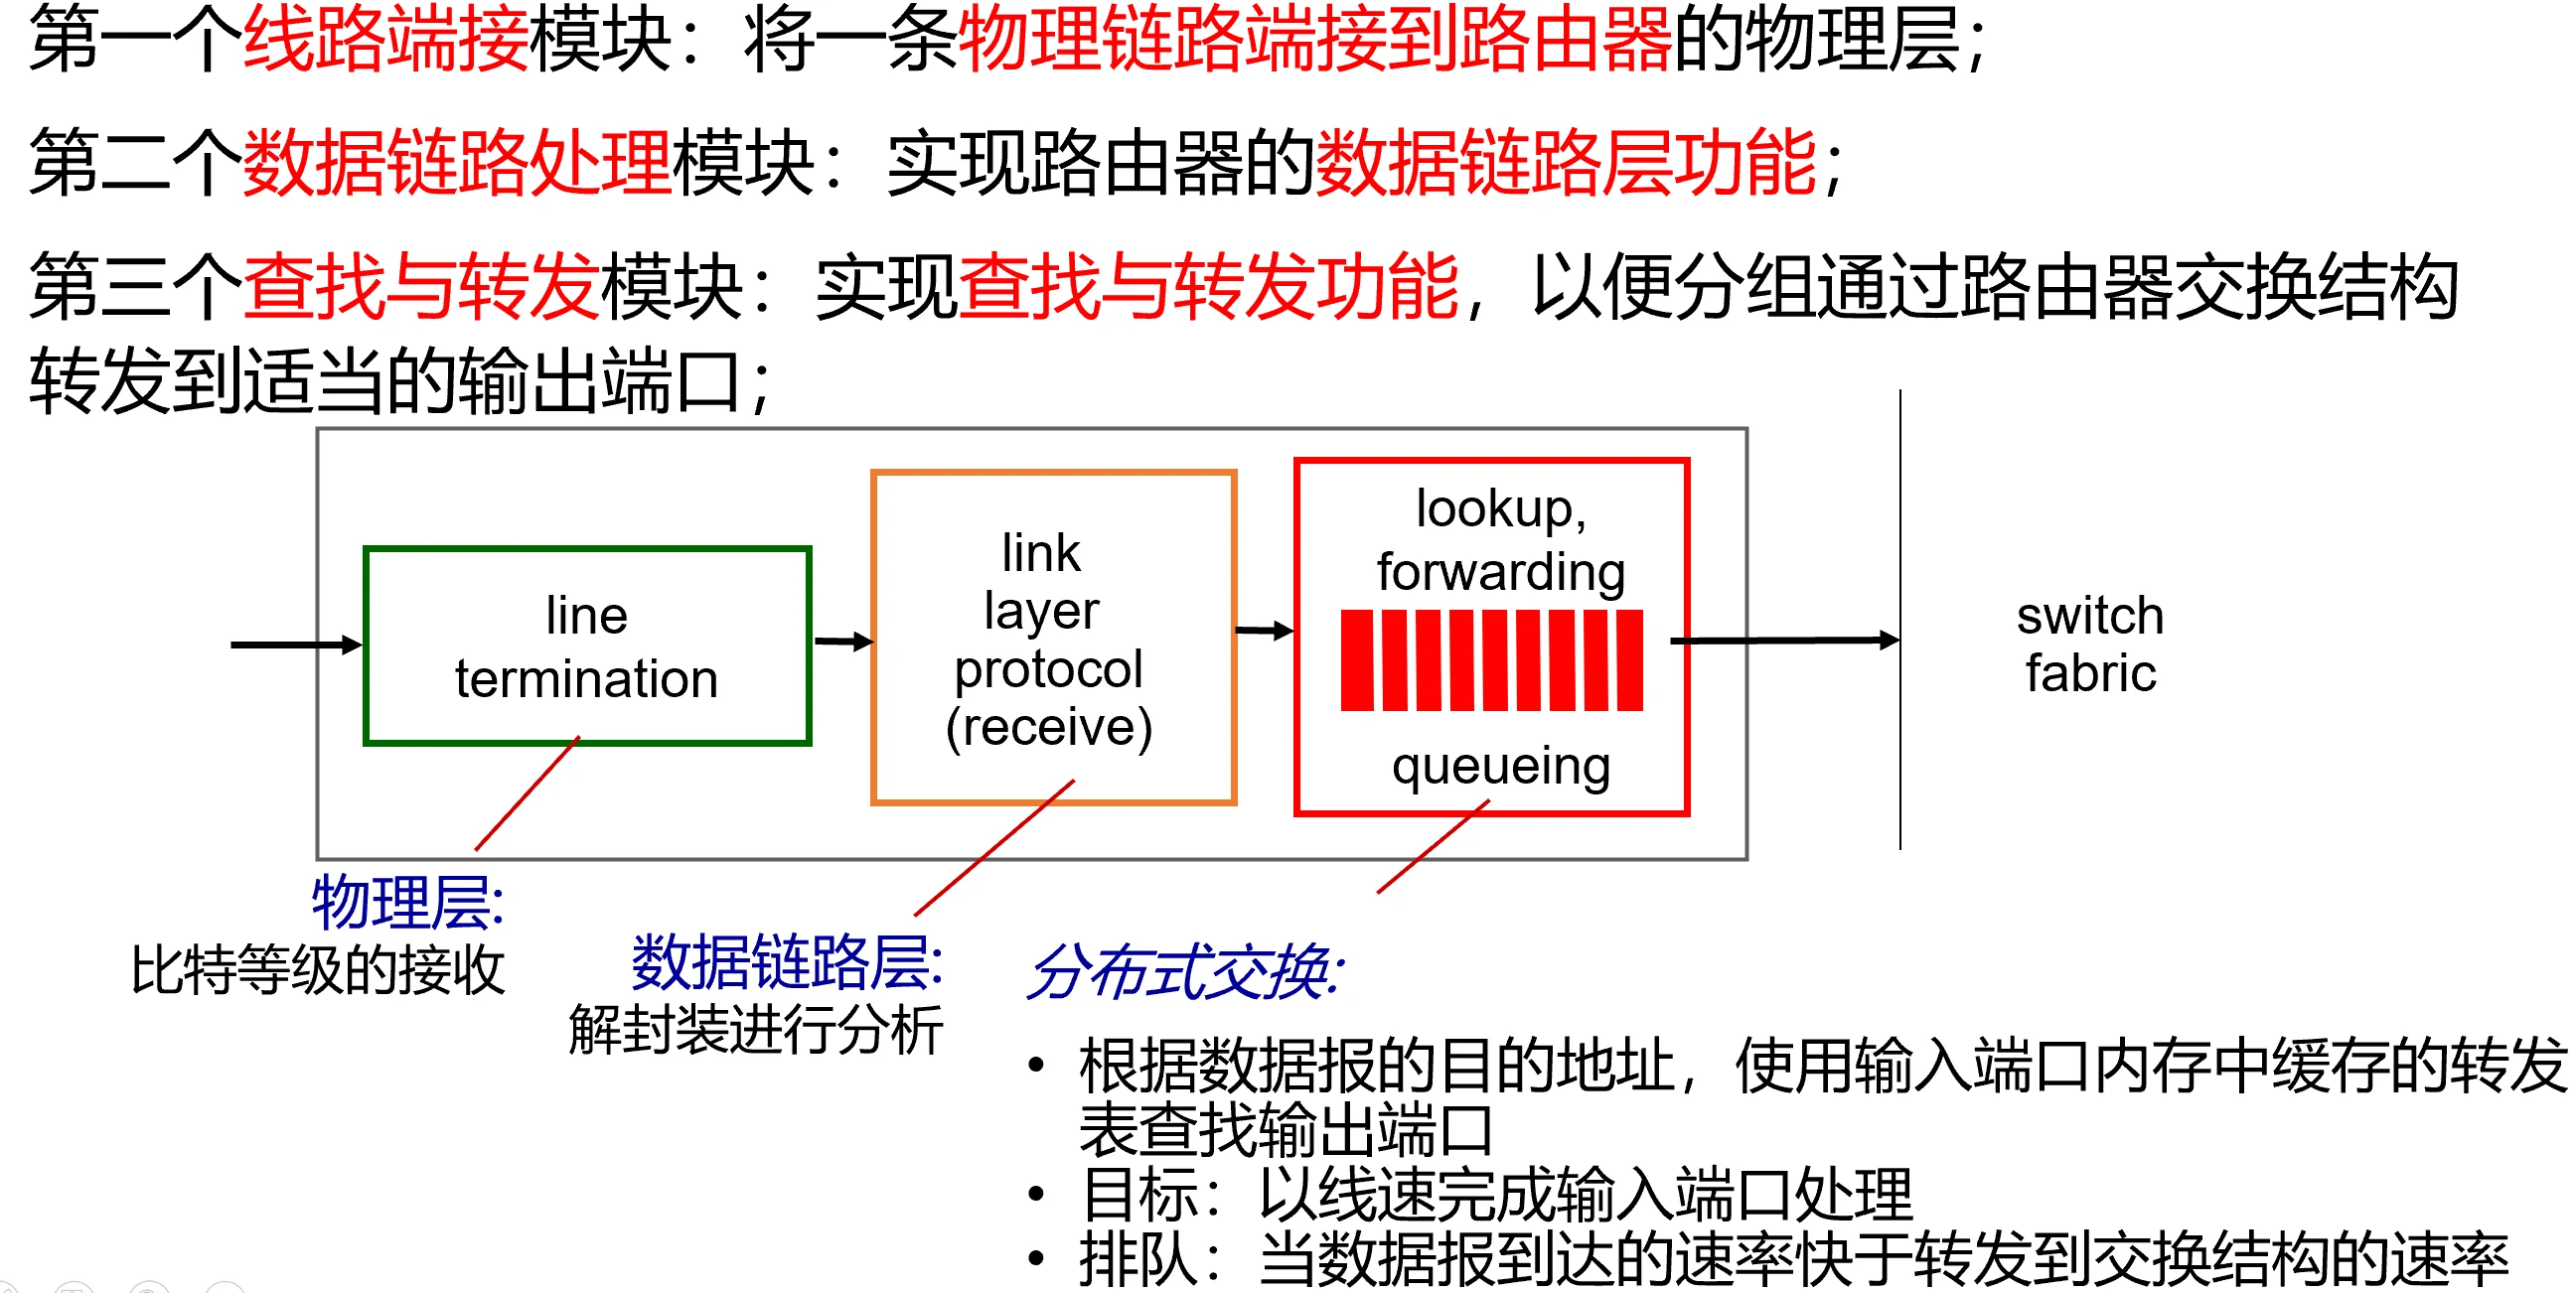 第一个线路端接模块：将一条物理链路端接到路由器的物理层；
第二个数据链路处理模块：实现路由器的数据链路层功能；
第三个查找与转发模块：实现查找与转发功能，以便分组通过路由器交换结构
转发到适当的输出端口；
line
termination
link
layer
protocol
(receive)
lookup,
forwarding
queueing
switch
fabric
物理层:
比特等级的接收
数据链路层:
解封装进行分析
分布式交换:
• 根据数据报的目的地址，使用输入端口内存中缓存的转发
表查找输出端口
• 目标：以线速完成输入端口处理
• 排队：当数据报到达的速率快于转发到交换结构的速率